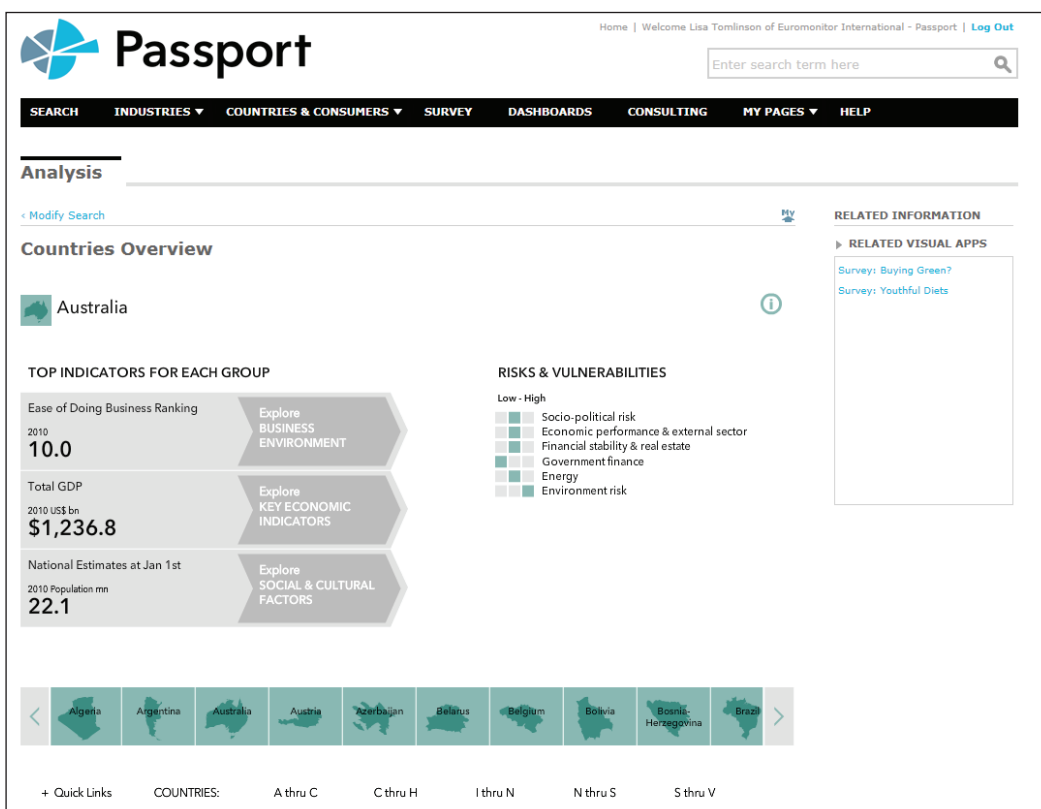 Home | Welcome Lisa Tomlinson of Euromonitor International - Passport | Log Out
Passport
Enter search term here
SEARCH INDUSTRIES COUNTRIES & CONSUMERS SURVEY DASHBOARDS CONSULTING MY PAGES HELP
Analysis
‹ Modify Search
My
RELATED INFORMATION
Countries Overview
RELATED VISUAL APPS
Survey: Buying Green?
Survey: Youthful Diets
Australia
TOP INDICATORS FOR EACH GROUP
Ease of Doing Business Ranking
2010
10.0
Explore
BUSINESS
ENVIRONMENT
Total GDP
2010 US$ bn
$1,236.8
Explore
KEY ECONOMIC
INDICATORS
National Estimates at Jan 1st
2010 Population mn
22.1
Explore
SOCIAL & CULTURAL
FACTORS
RISKS & VULNERABILITIES
Low - High
Socio-political risk
Economic performance & external sector
Financial stability & real estate
Government finance
Energy
Environment risk
Algeria Argentina Australia Austria Azerbaijan Belarus Belgium Bolivia Bosnia- Brazil
Herzegovina
+ Quick Links COUNTRIES: A thru C C thru H I thru N N thru S S thru V